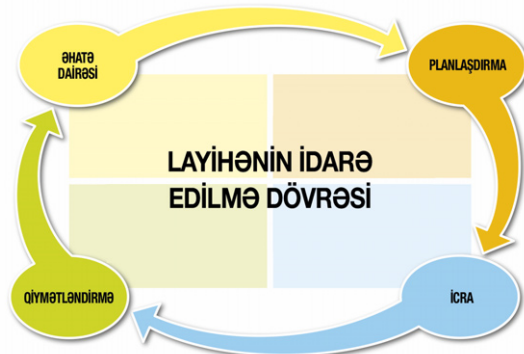 ƏHATƏ
DAİRƏSİ
PLANLAŞDIRMA
LAYİHƏNİN İDARƏ
EDİLMƏ DÖVRƏSİ
QİYMƏTLƏNDİRMƏ
İCRA